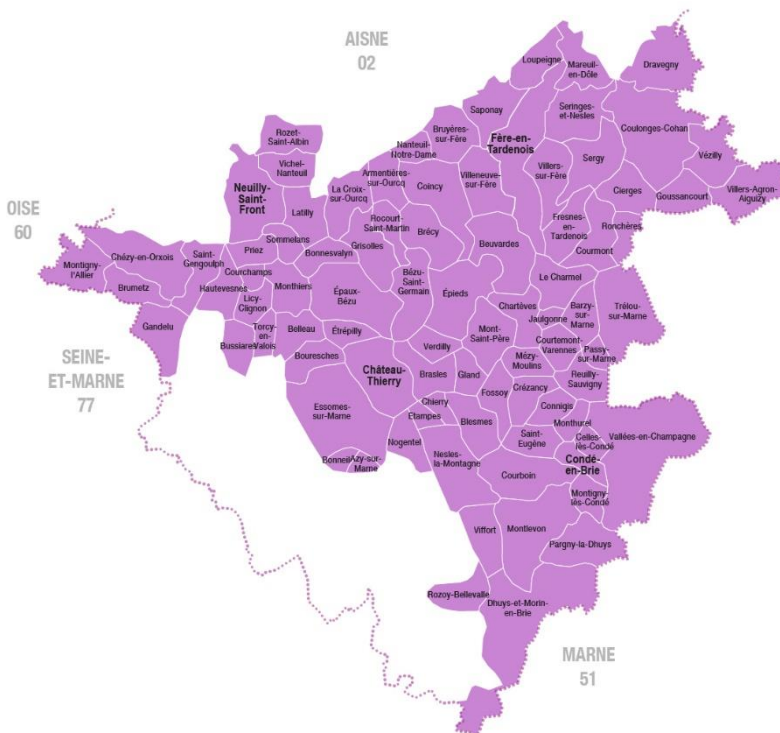 AISNE
02
OISE
60
SEINE-
ET-MARNE
77
MARNE
51
Loupeigne
Mareuil-
en-Dôle
Dravegny
Saponay
Seringes-
et-Nesles
Coulonges-Cohan
Vézilly
Villers-Agron-
Aiguizy
Goussancourt
Rozet-
Saint-Albin
Bruyères-
sur-Fère
Fère-en-
Tardenois
Nanteuil-
Notre-Dame
Vichel-
Nanteuil
Armentières-
sur-Ourcq
Coincy
Villeneuve-
sur-Fère
Villers-
sur-Fère
Sergy
Cierges
Neuilly-
Saint-
Front
La Croix-
sur-Ourcq
Latilly
Rocourt-
Saint-Martin
Brécy
Fresnes-
en-
Tardenois
Ronchères
Courmont
Beuvardes
Sommelans
Grisolles
Bonnesvalyn
Priez
Saint-
Gengoulph
Chézy-en-Orxois
Montigny-
l'Allier
Brumetz
Hautevesnes
Courchamps
Licy-
Clignon
Monthiers
Épaux-
Bézu
Bézu-
Saint-
Germain
Épieds
Le Charmel
Chartèves
Barzy-
sur-
Marne
Trélou-
sur-Marne
Jaulgonne
Gandelu
Bussiares
Torcy-
en-
Valois
Belleau
Étrépilly
Mont-
Saint-Père
Courtemont-
Varennes
Passy-
sur-Marne
Verdilly
Bouresches
Château-
Thierry
Brasles
Gland
Mézy-
Moulins
Reuilly-
Sauvigny
Fossoy
Crézancy
Essomes-
sur-Marne
Chierry
Étampes
Blesmes
Connigis
Monthurel
Saint-
Eugène
Celles-
lès-Condé
Vallées-en-Champagne
Nogentel
Nesles-
la-Montagne
Condé-
en-Brie
Bonneil
Azy-sur-
Marne
Courboin
Montigny-
lès-Condé
Viffort
Montlevon
Pargny-la-Dhuys
Rozoy-Bellevalle
Dhuys-et-Morin-
en-Brie